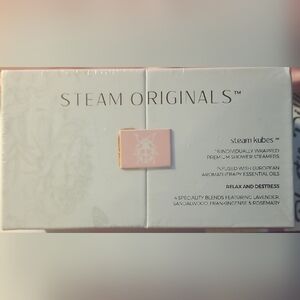 STEAM ORIGINALS™
steam kubes™
INDIVIDUALLY WRAPPED
PREMIUM SHOWER STEAMERS
INFUSED WITH EUROPEAN
AROMATHERAPY ESSENTIAL OILS
RELAX AND DESTRESS
4 SPECIALITY BLENDS FEATURING LAVENDER,
SANDALWOOD, FRANKINCENSE & ROSEMARY